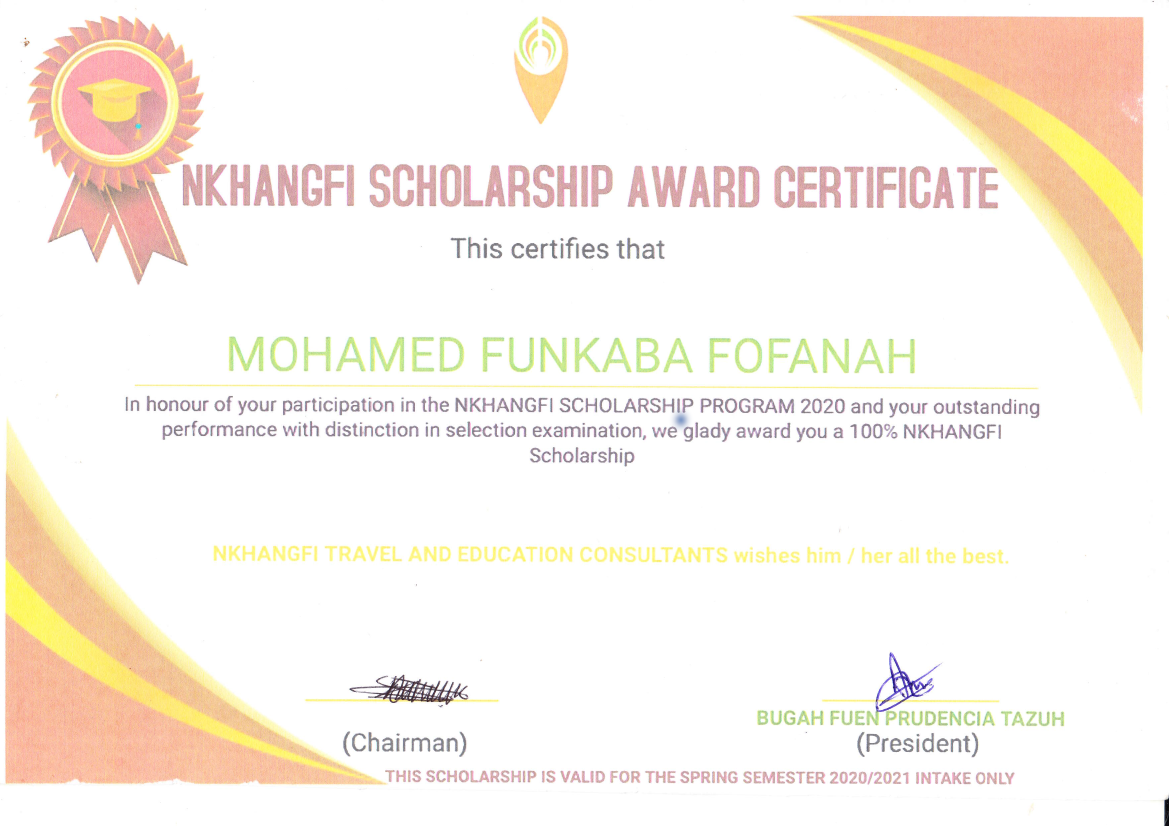 NKHANGFI SCHOLARSHIP AWARD CERTIFICATE
This certifies that
MOHAMED FUNKABA FOFANAH
In honour of your participation in the NKHANGFI SCHOLARSHIP PROGRAM 2020 and your outstanding
performance with distinction in selection examination, we glady award you a 100% NKHANGFI
Scholarship
NKHANGFI TRAVEL AND EDUCATION CONSULTANTS wishes him / her all the best.
BUGAH FUEN PRUDENCIA TAZUH
(Chairman)
(President)
THIS SCHOLARSHIP IS VALID FOR THE SPRING SEMESTER 2020/2021 INTAKE ONLY